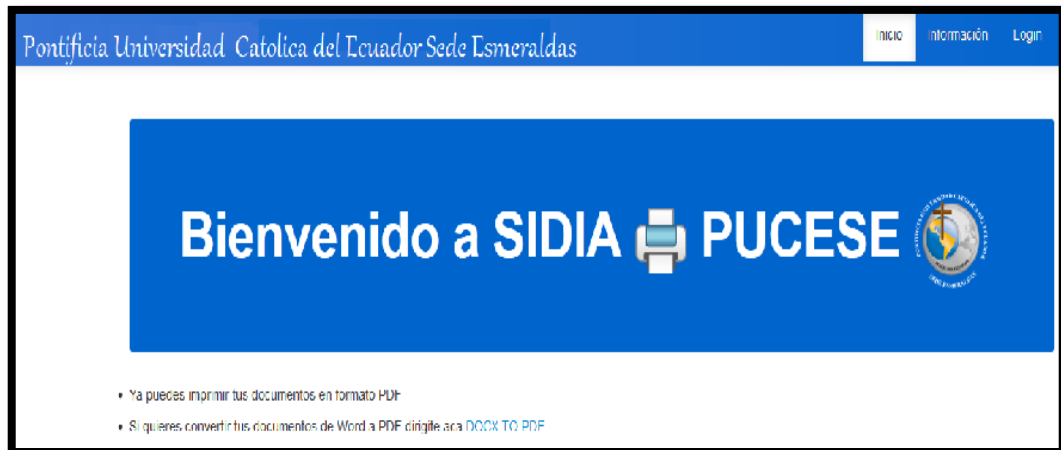 Pontificia Universidad Catolica del Ecuador Sede Esmeraldas
Inicio Información Login
Bienvenido a SIDIA PUCESE
Ya puedes imprimir tus documentos en formato PDF
Si quieres convertir tus documentos de Word a PDF dirigite aca DOCX TO PDF